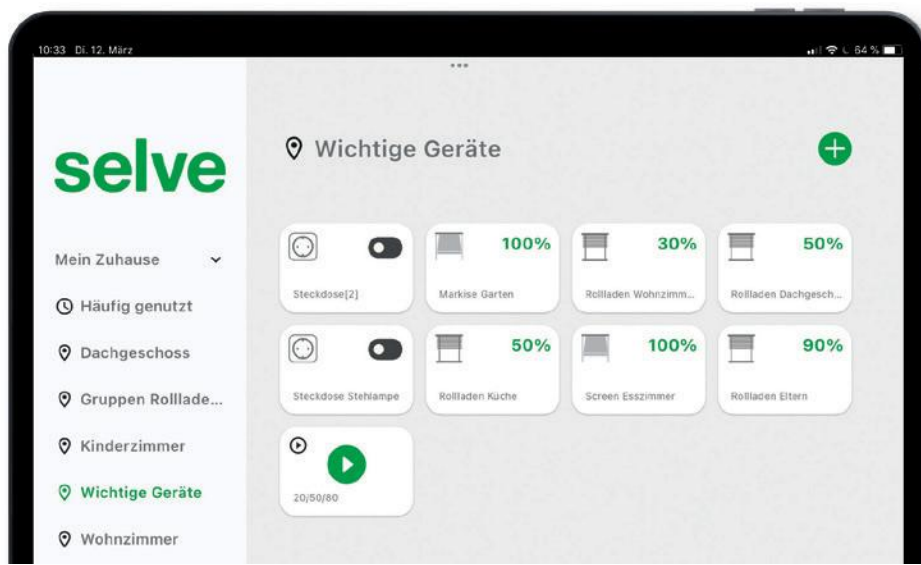 10:33 Di. 12. März
64 %
selve
Wichtige Geräte
Mein Zuhause
Häufig genutzt
Dachgeschoss
Gruppen Rolllade...
Kinderzimmer
Wichtige Geräte
Wohnzimmer
Steckdose[2]
100%
Markise Garten
30%
Rollladen Wohnzimm...
50%
Rollladen Dachgesch...
Steckdose Stehlampe
50%
Rollladen Küche
100%
Screen Esszimmer
90%
Rollladen Eltern
20/50/80